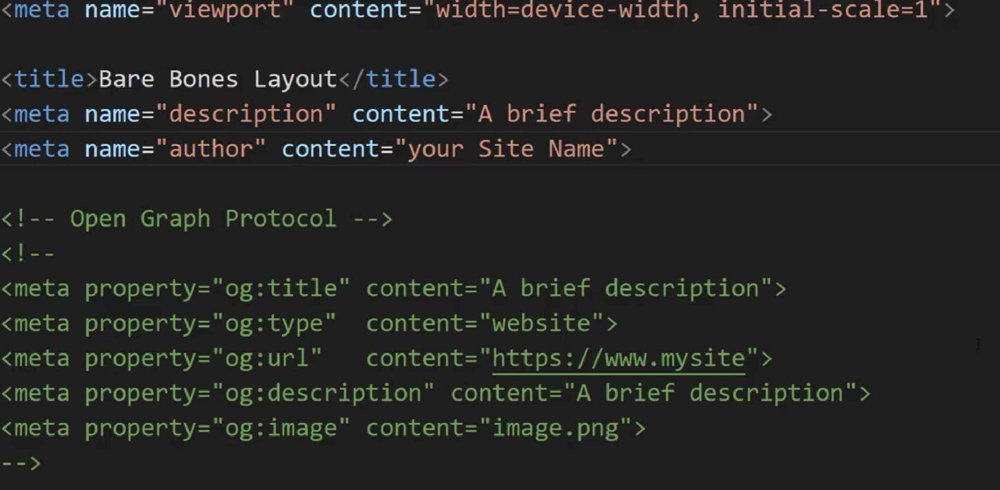 <meta name="viewport" content="width=device-width, initial-scale=1">
<title>Bare Bones Layout</title>
<meta name="description" content="A brief description">
<meta name="author" content="your Site Name">
<!-- Open Graph Protocol -->
<!--
<meta property="og:title" content="A brief description">
<meta property="og:type"  content="website">
<meta property="og:url"   content="https://www.mysite">
<meta property="og:description" content="A brief description">
<meta property="og:image" content="image.png">
-->